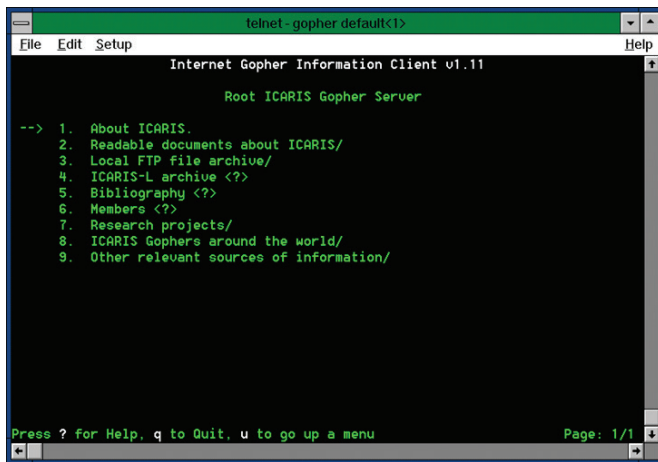 telnet - gopher default<1>
File Edit Setup Help
Internet Gopher Information Client v1.11
Root ICARIS Gopher Server
--> 1. About ICARIS.
2. Readable documents about ICARIS/
3. Local FTP file archive/
4. ICARIS-L archive <?>
5. Bibliography <?>
6. Members <?>
7. Research projects/
8. ICARIS Gophers around the world/
9. Other relevant sources of information/
Press ? for Help, q to Quit, u to go up a menu Page: 1/1